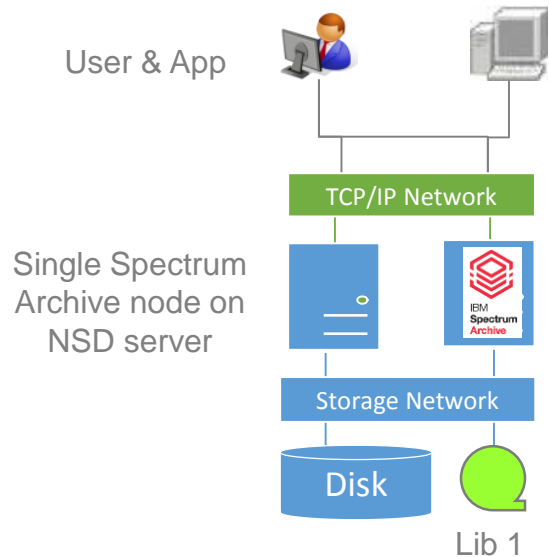 User & App
TCP/IP Network
Single Spectrum
Archive node on
NSD server
IBM
Spectrum
Archive
Storage Network
Disk
Lib 1